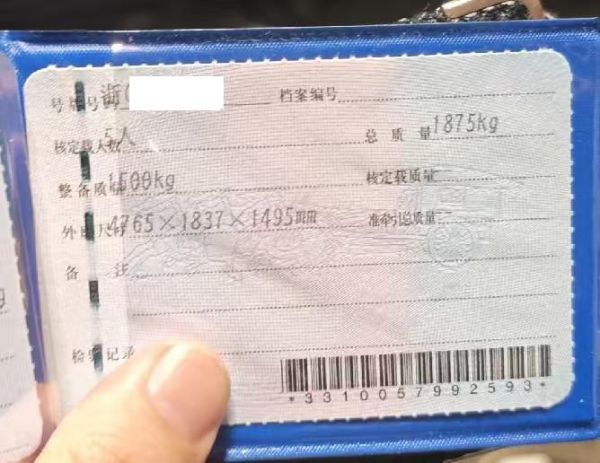 号牌号码 浙 档案编号
核定载人数 5人 总质量 1875kg
整备质量 1500kg 核定载质量
外廓尺寸 4765×1837×1495mm 准牵引总质量
备注
检验记录
*3310057992593*